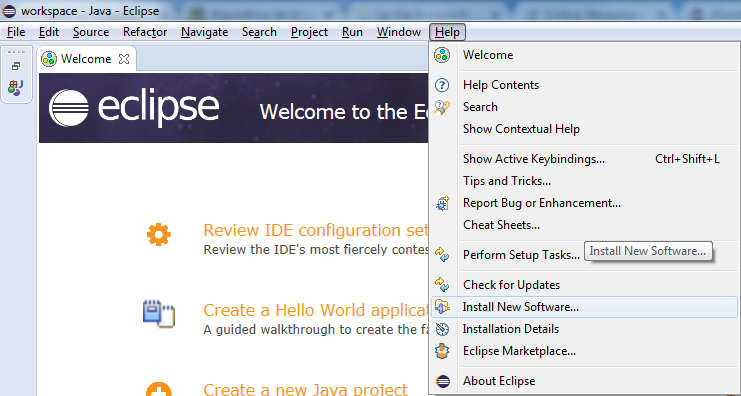 workspace - Java - Eclipse
File Edit Source Refactor Navigate Search Project Run Window Help
Welcome
eclipse
Welcome to the E
Review IDE configuration set
Review the IDE's most fiercely contes
Create a Hello World applica
A guided walkthrough to create the fa
Create a new Java project
Welcome
Help Contents
Search
Show Contextual Help
Show Active Keybindings... Ctrl+Shift+L
Tips and Tricks...
Report Bug or Enhancement...
Cheat Sheets...
Perform Setup Tasks...
Install New Software...
Check for Updates
Install New Software...
Installation Details
Eclipse Marketplace...
About Eclipse